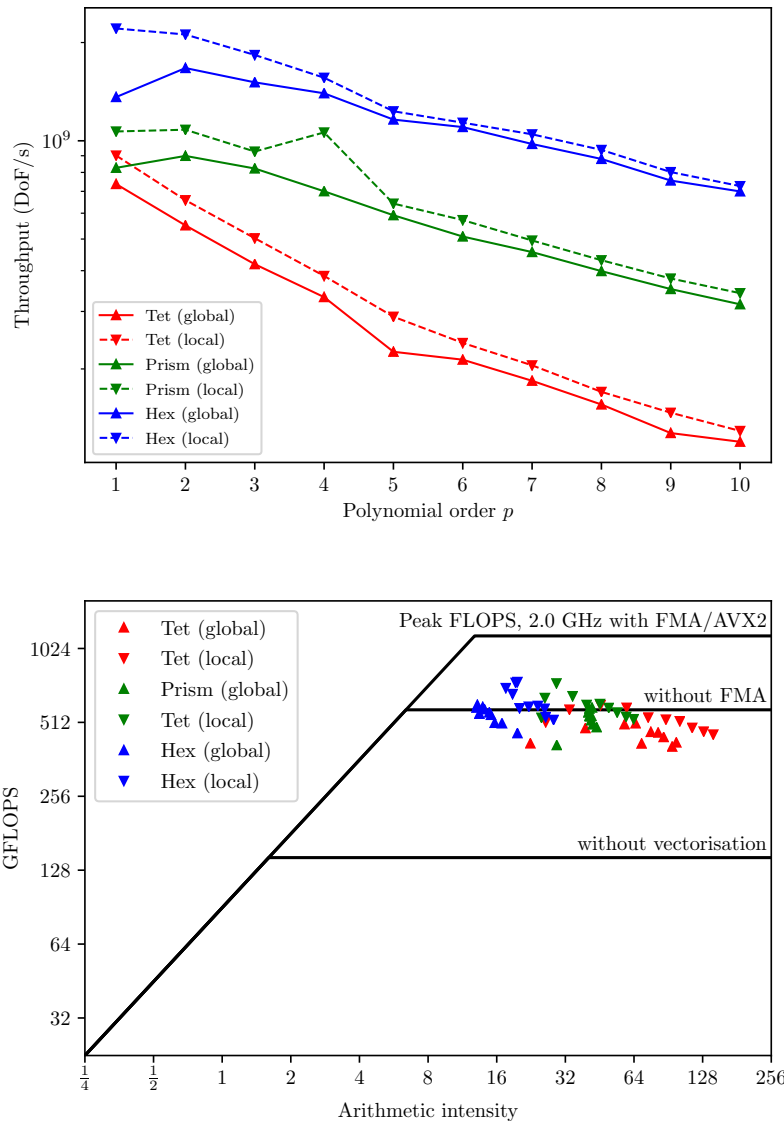 10^9
Throughput (DoF/s)
Tet (global)
Tet (local)
Prism (global)
Prism (local)
Hex (global)
Hex (local)
1 2 3 4 5 6 7 8 9 10
Polynomial order p
Peak FLOPS, 2.0 GHz with FMA/AVX2
without FMA
without vectorisation
Tet (global)
Tet (local)
Prism (global)
Tet (local)
Hex (global)
Hex (local)
1024
512
256
128
64
32
GFLOPS
1/4 1/2 1 2 4 8 16 32 64 128 256
Arithmetic intensity